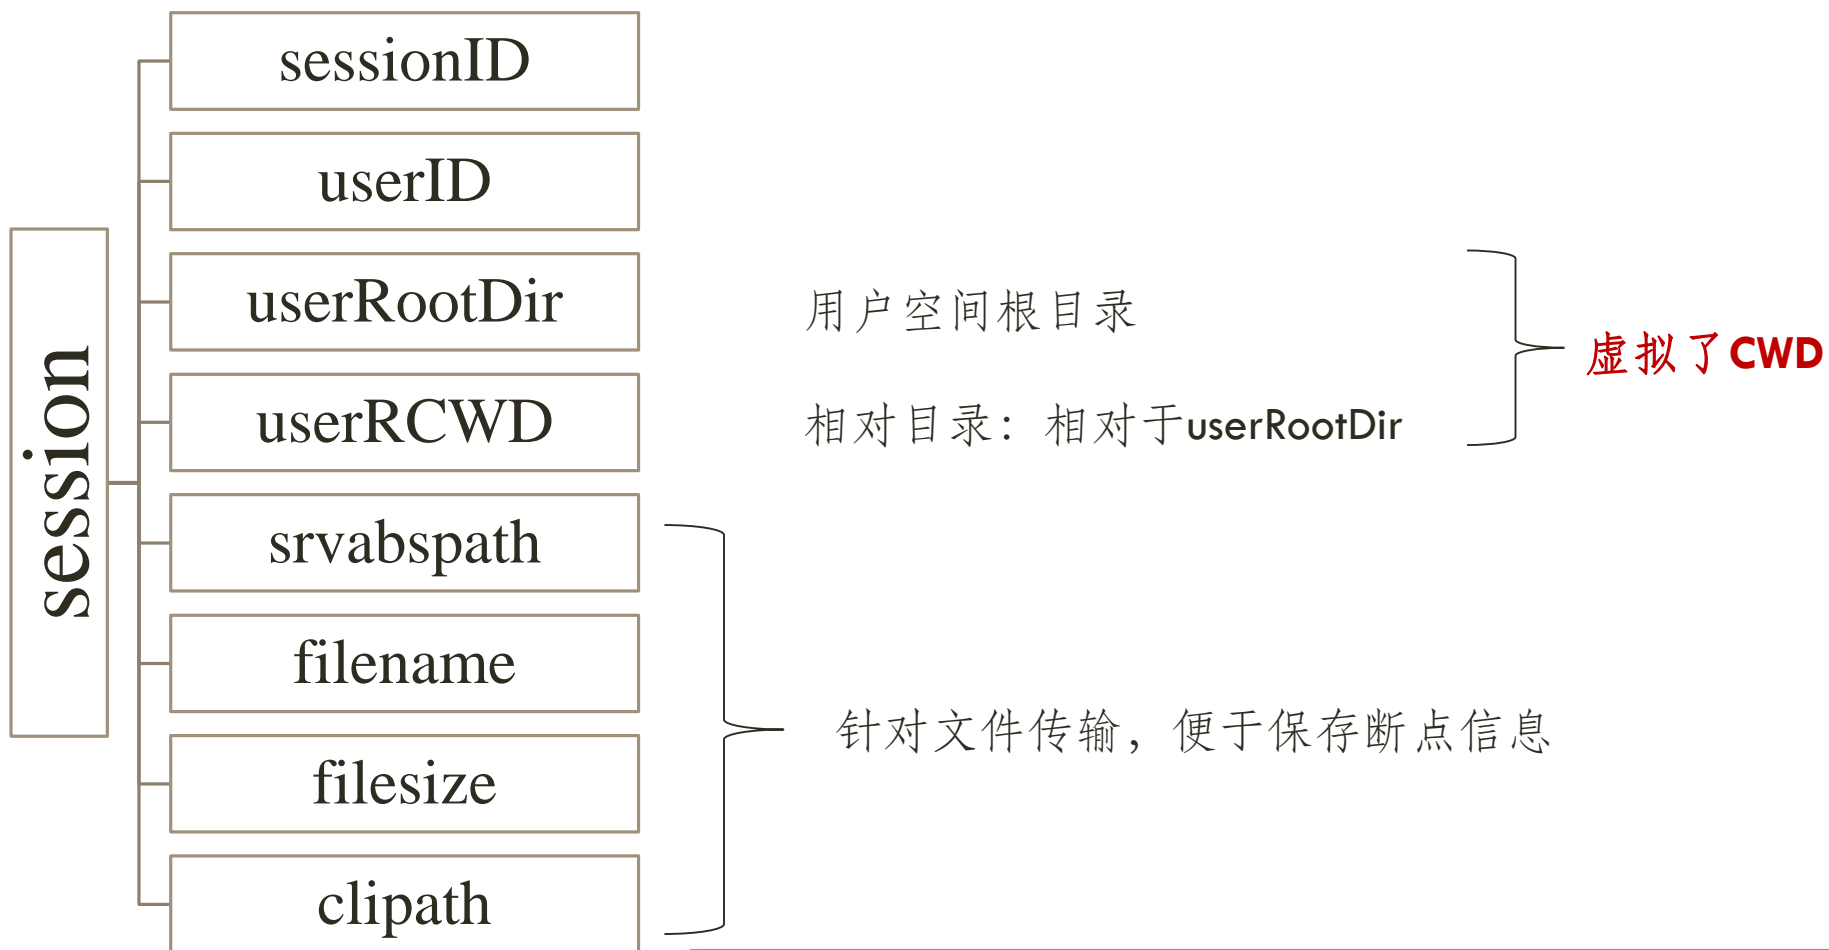 session
sessionID
userID
userRootDir
用户空间根目录
userRCWD
相对目录：相对于userRootDir
虚拟了CWD
srvabspath
filename
filesize
clipath
针对文件传输，便于保存断点信息